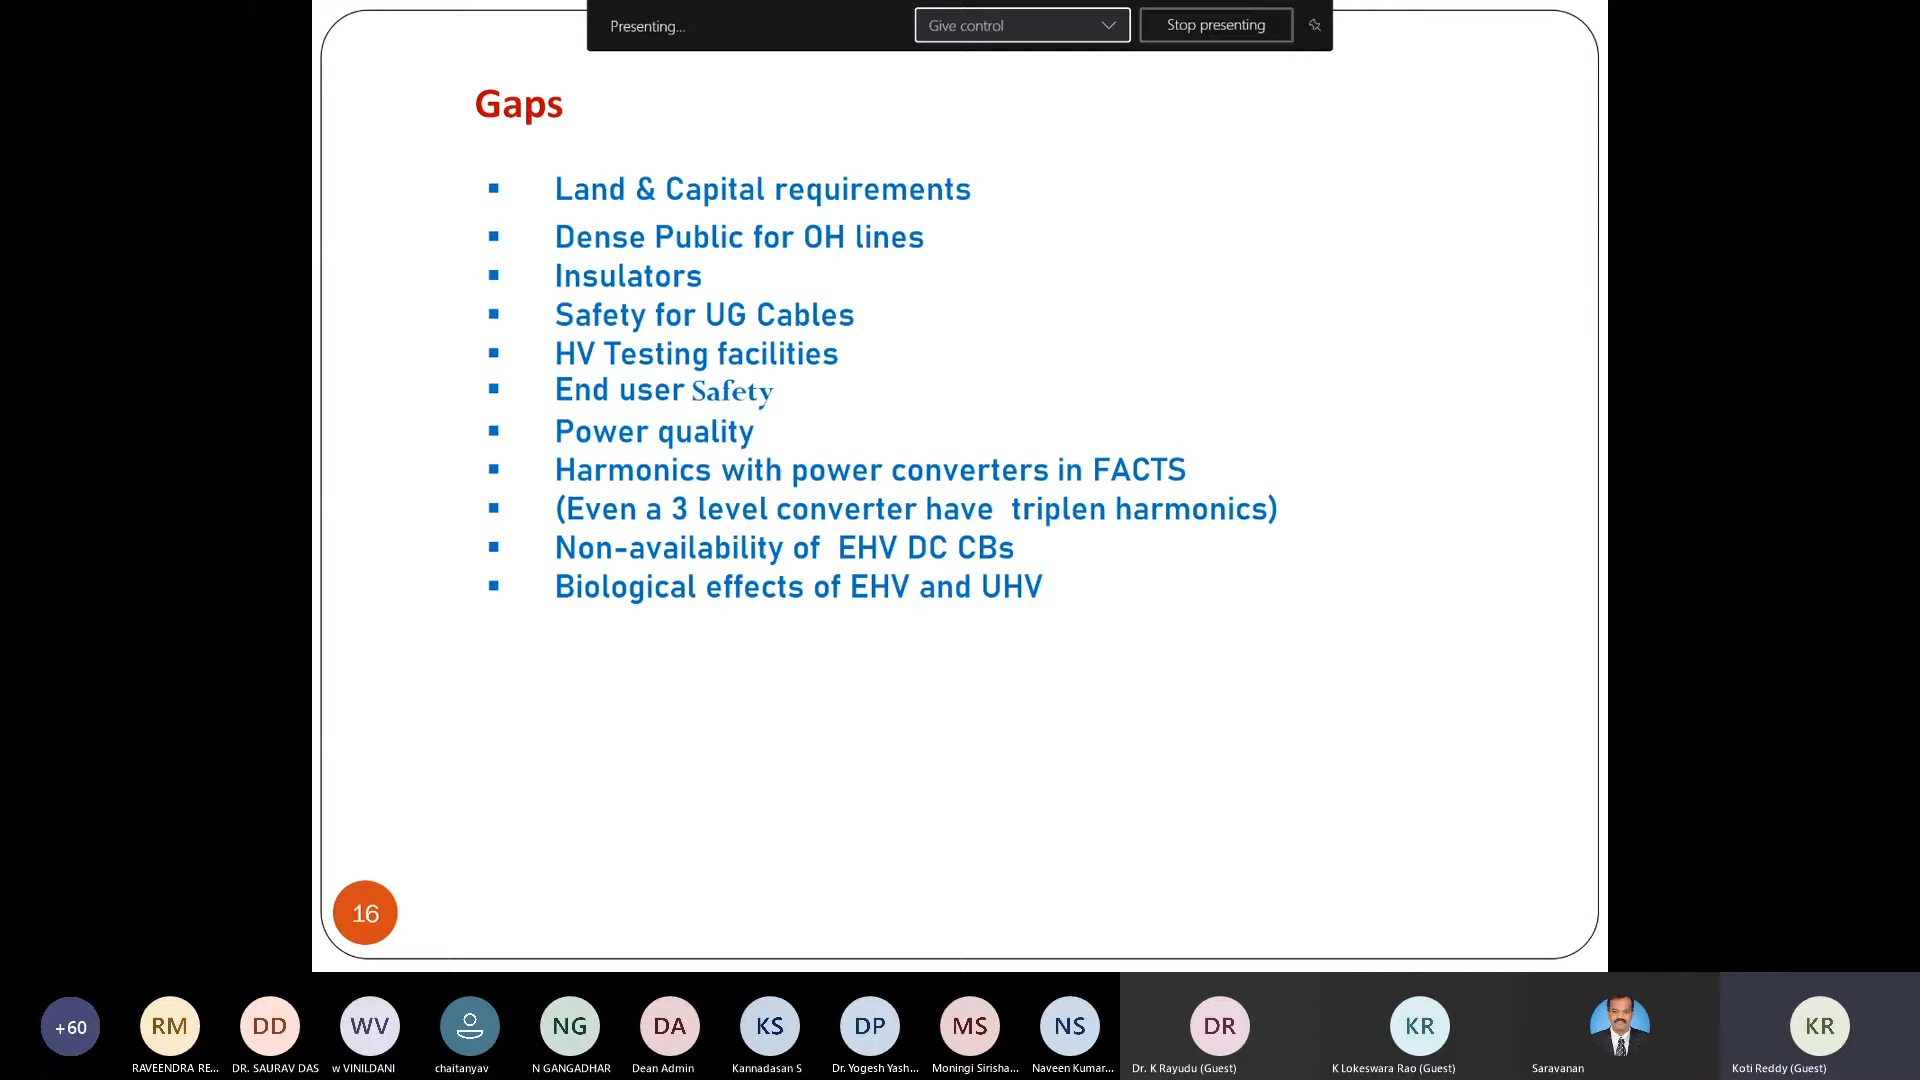 Presenting...
Give control
Stop presenting
Gaps
▪ Land & Capital requirements
▪ Dense Public for OH lines
▪ Insulators
▪ Safety for UG Cables
▪ HV Testing facilities
▪ End user Safety
▪ Power quality
▪ Harmonics with power converters in FACTS
▪ (Even a 3 level converter have  triplen harmonics)
▪ Non-availability of  EHV DC CBs
▪ Biological effects of EHV and UHV
16
+60
RM
DD
WV
NG
DA
KS
DP
MS
NS
DR
KR
KR
RAVEENDRA RE...
DR. SAURAV DAS
w VINILDANI
chaitanyav
N GANGADHAR
Dean Admin
Kannadasan S
Dr. Yogesh Yash...
Moningi Sirisha...
Naveen Kumar...
Dr. K Rayudu (Guest)
K Lokeswara Rao (Guest)
Saravanan
Koti Reddy (Guest)